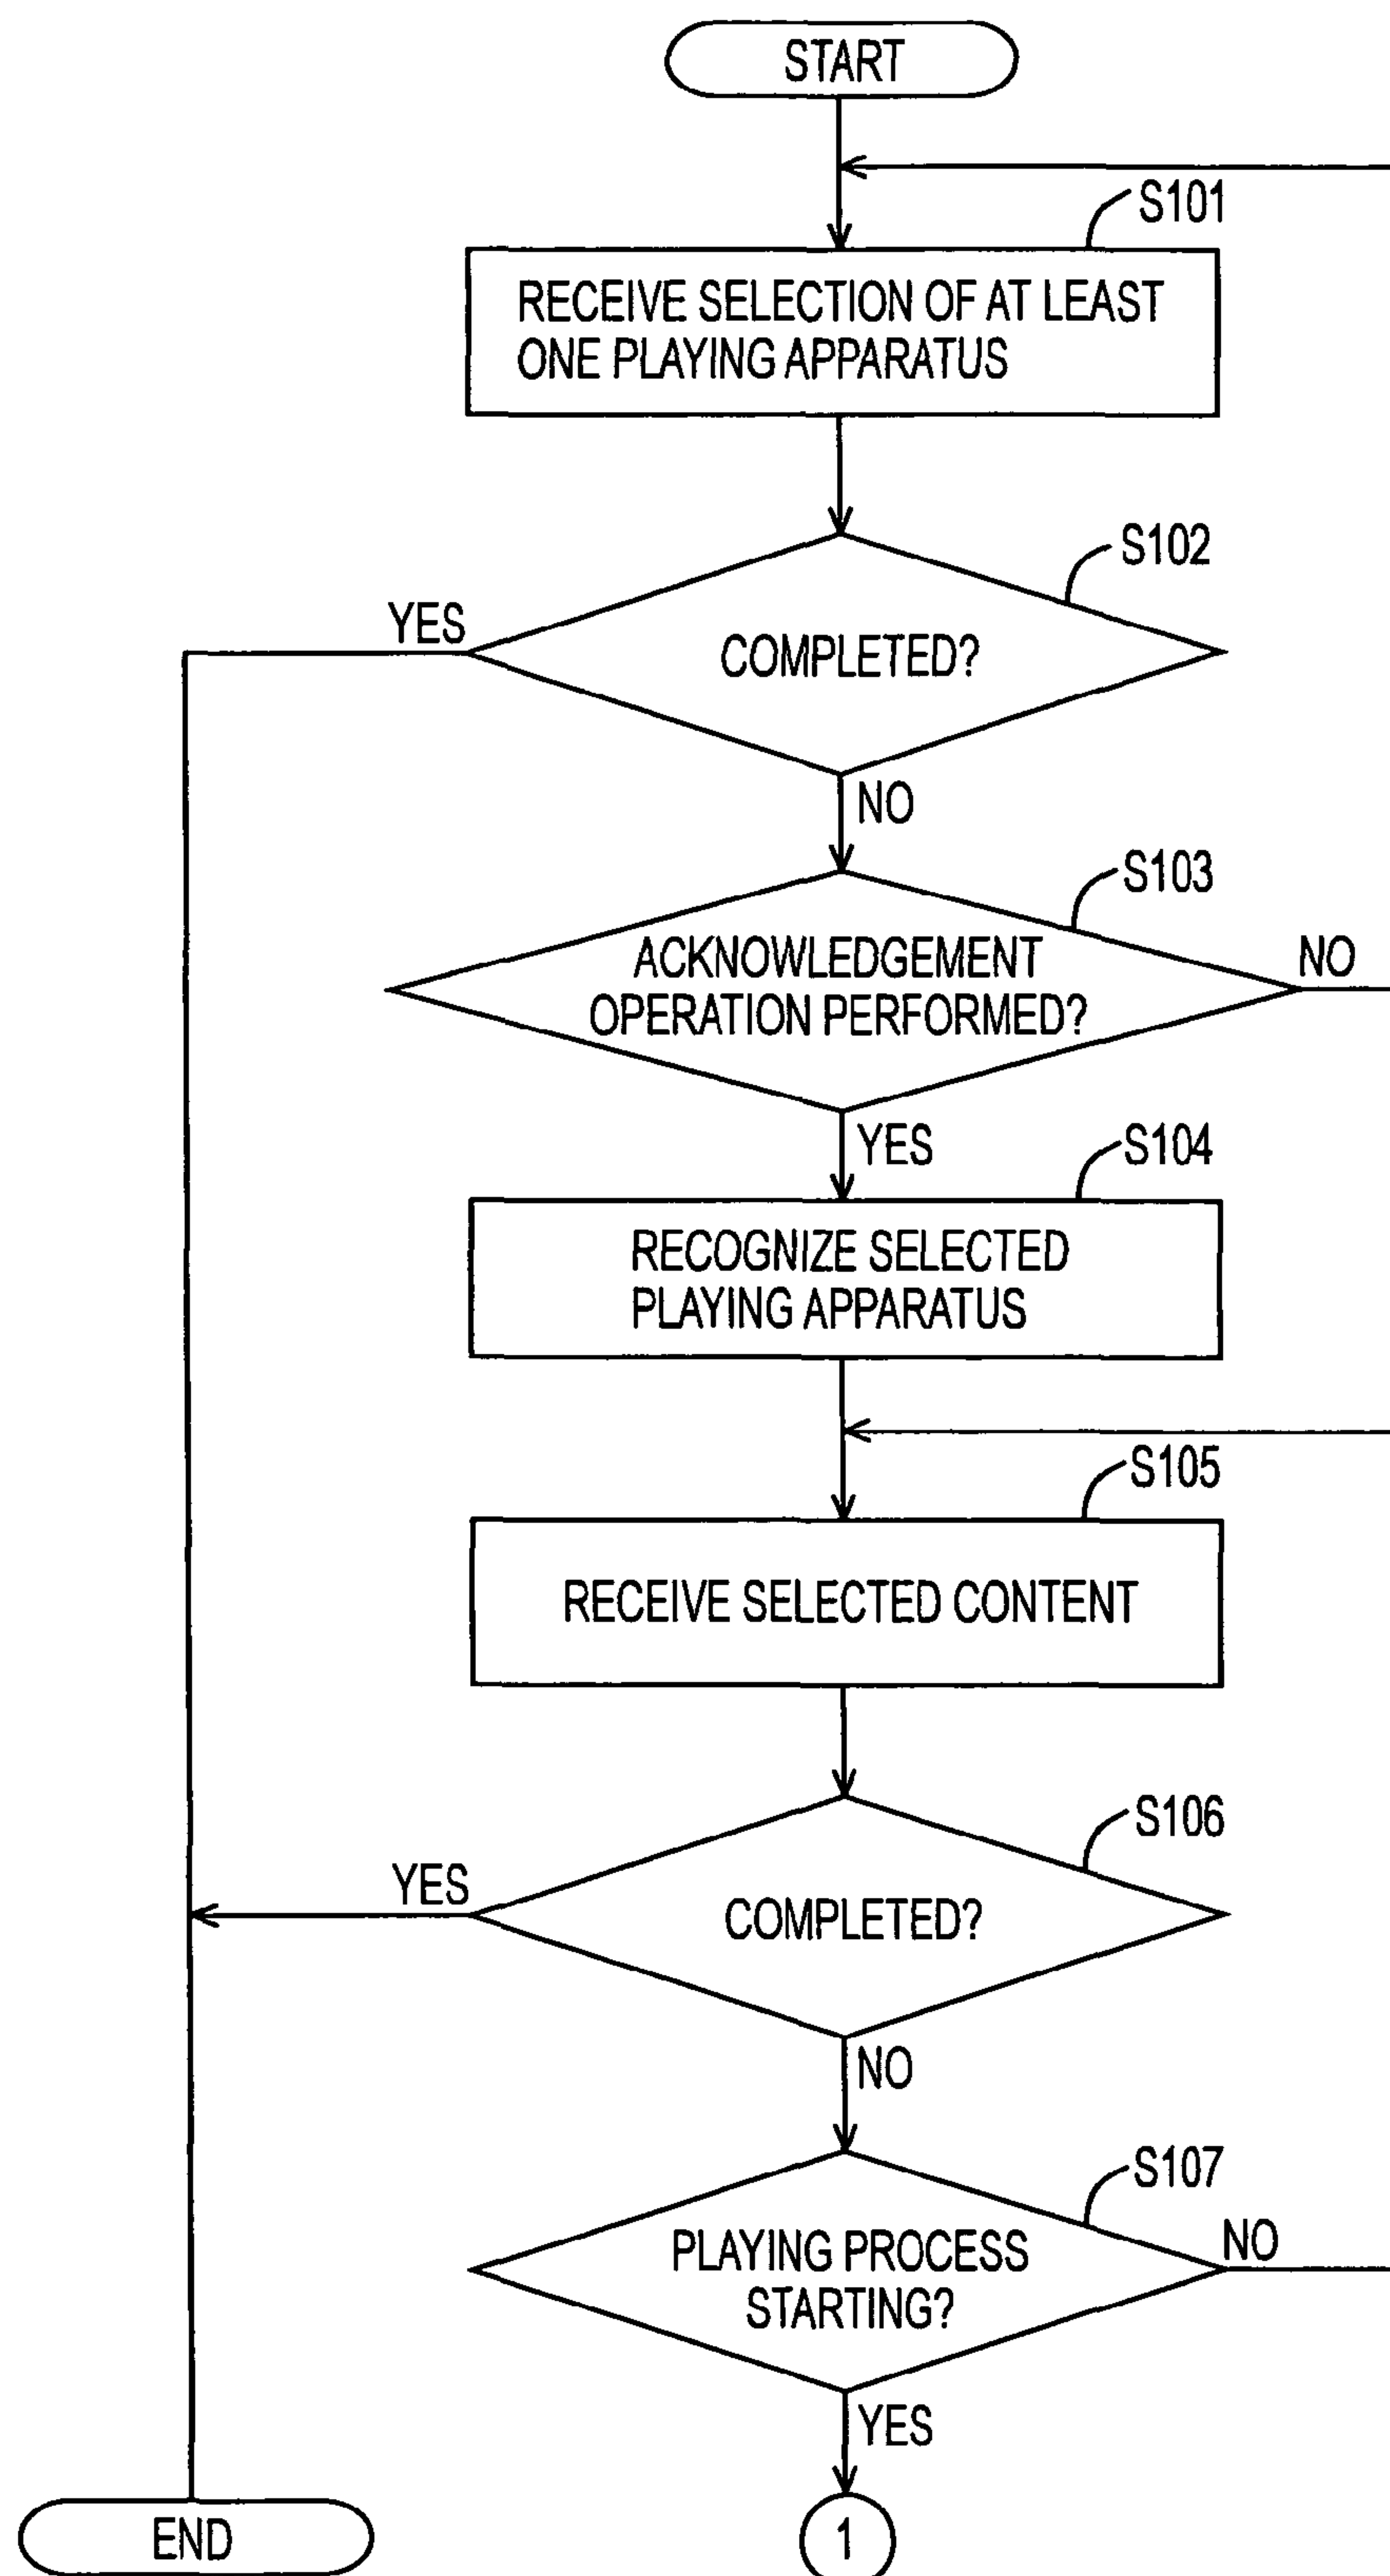 START
S101
RECEIVE SELECTION OF AT LEAST
ONE PLAYING APPARATUS
S102
YES
COMPLETED?
NO
S103
ACKNOWLEDGEMENT
NO
OPERATION PERFORMED?
YES
S104
RECOGNIZE SELECTED
PLAYING APPARATUS
S105
RECEIVE SELECTED CONTENT
S106
YES
COMPLETED?
NO
S107
PLAYING PROCESS
NO
STARTING?
YES
END
1